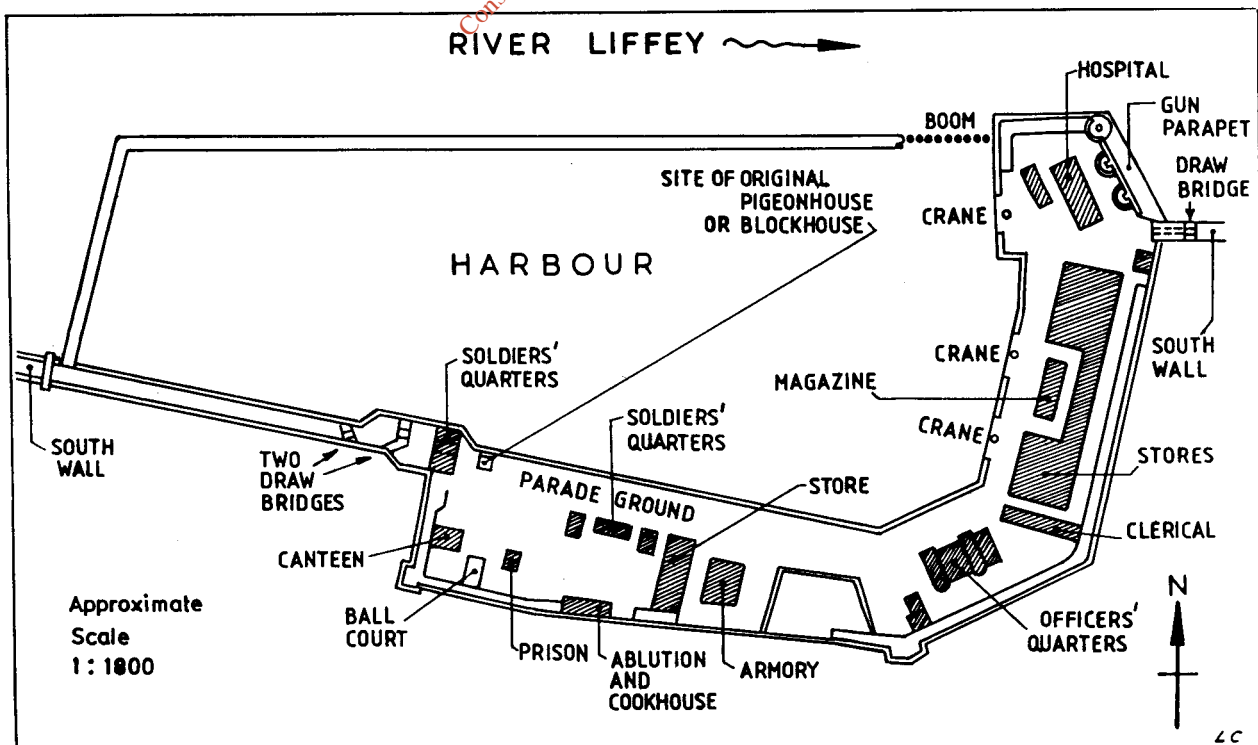 Cons
RIVER LIFFEY
HOSPITAL
GUN
PARAPET
BOOM
DRAW
BRIDGE
SITE OF ORIGINAL
PIGEONHOUSE
OR BLOCKHOUSE
CRANE
HARBOUR
SOLDIERS'
QUARTERS
CRANE
SOUTH
WALL
MAGAZINE
SOLDIERS'
QUARTERS
CRANE
SOUTH
WALL
TWO
DRAW
BRIDGES
PARADE GROUND
STORE
STORES
CLERICAL
CANTEEN
N
Approximate
Scale
1:1800
BALL
COURT
PRISON
ABLUTION
AND
COOKHOUSE
ARMORY
OFFICERS'
QUARTERS
LC